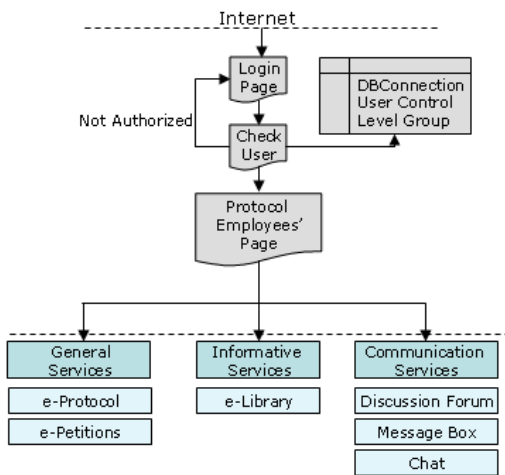 Internet
Login
Page
DBConnection
User Control
Level Group
Not Authorized
Check
User
Protocol
Employees'
Page
General
Services
Informative
Services
Communication
Services
e-Protocol
e-Library
Discussion Forum
e-Petitions
Message Box
Chat